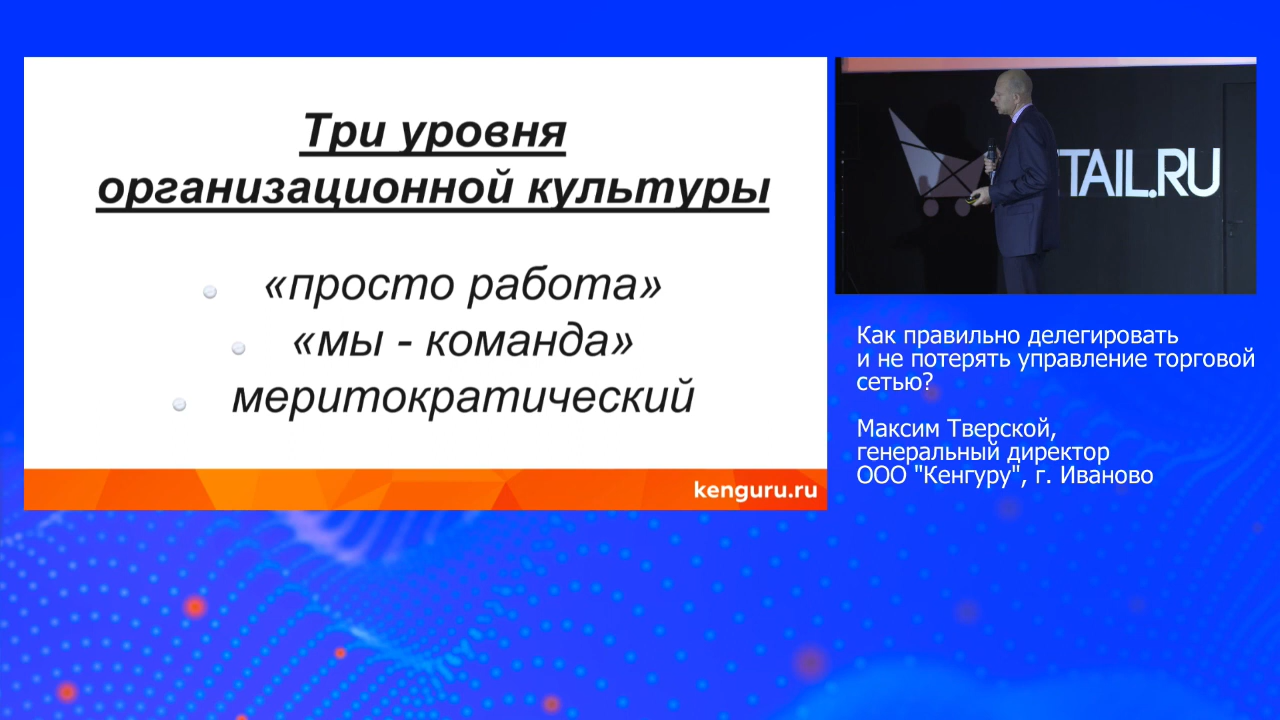 Три уровня
организационной культуры
«просто работа»
«мы - команда»
меритократический
kenguru.ru
TAIL.RU
Как правильно делегировать
и не потерять управление торговой
сетью?
Максим Тверской,
генеральный директор
ООО "Кенгуру", г. Иваново